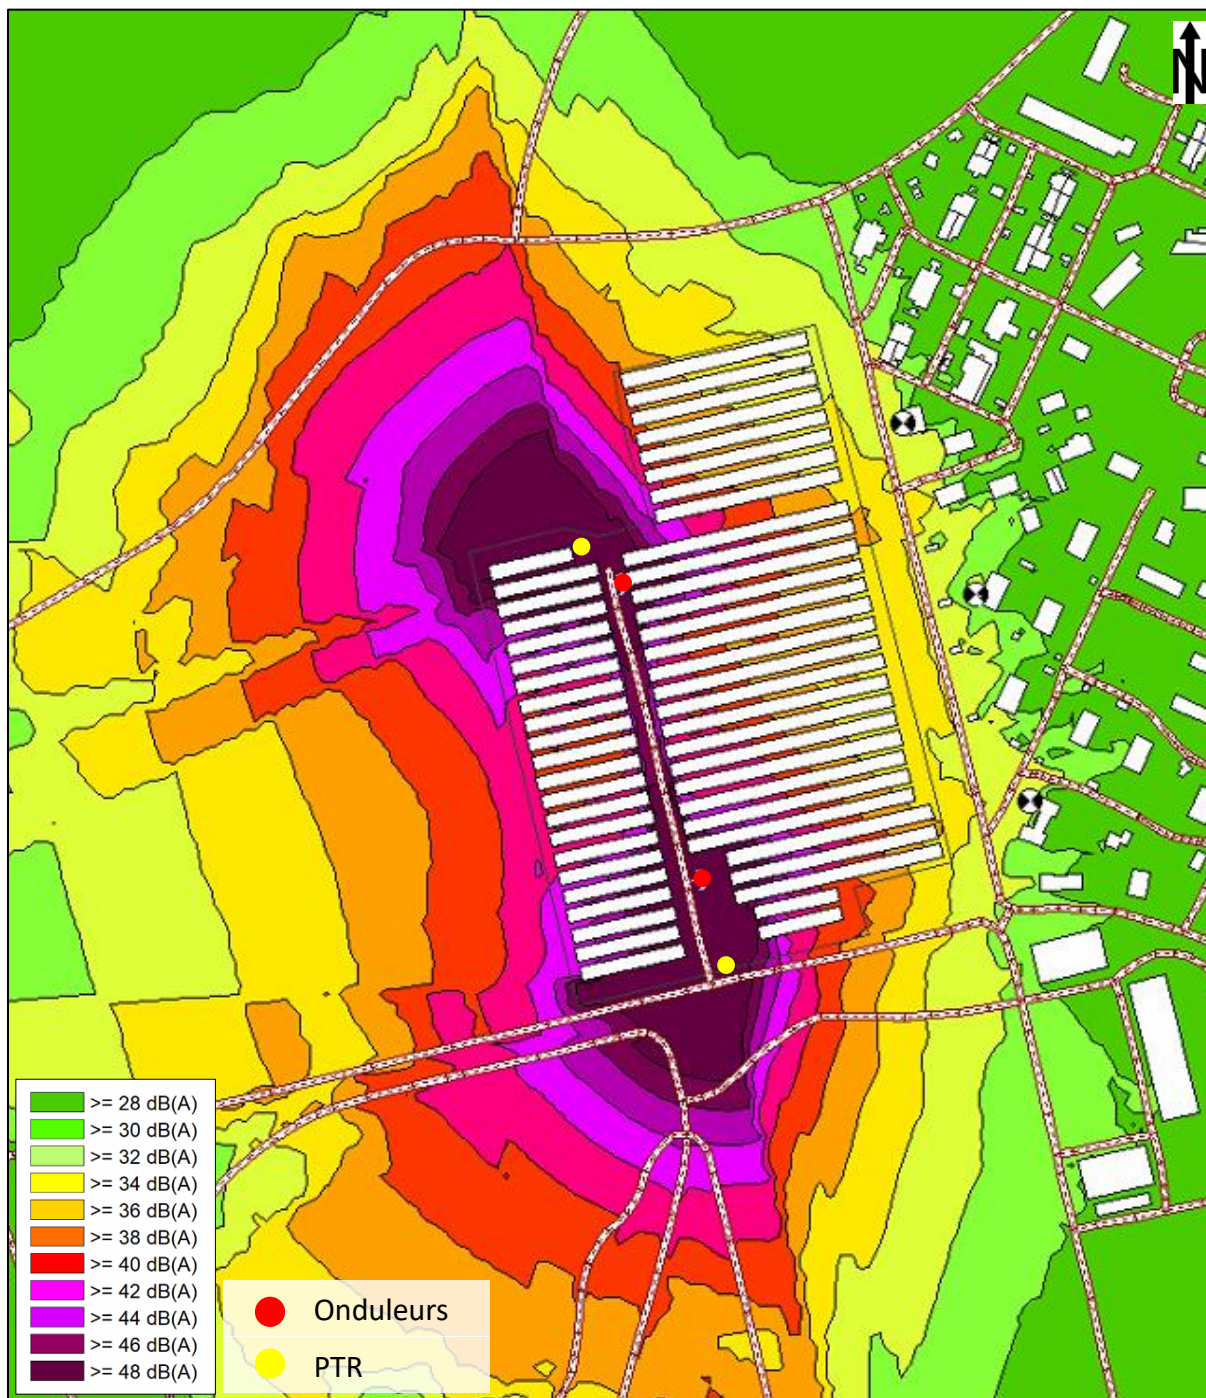 N
>= 28 dB(A)
>= 30 dB(A)
>= 32 dB(A)
>= 34 dB(A)
>= 36 dB(A)
>= 38 dB(A)
>= 40 dB(A)
>= 42 dB(A)
>= 44 dB(A)
>= 46 dB(A)
>= 48 dB(A)
Onduleurs
PTR